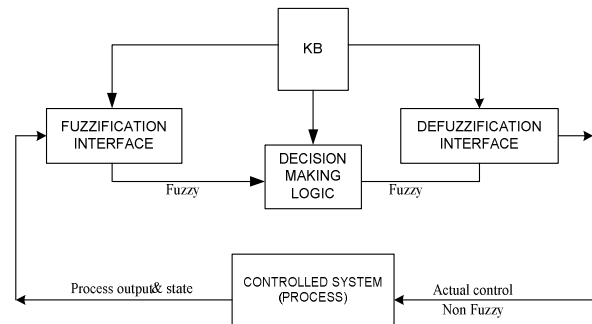 KB
FUZZIFICATION
INTERFACE
DEFUZZIFICATION
INTERFACE
DECISION
MAKING
LOGIC
Fuzzy
Fuzzy
CONTROLLED SYSTEM
(PROCESS)
Process output& state
Actual control
Non Fuzzy